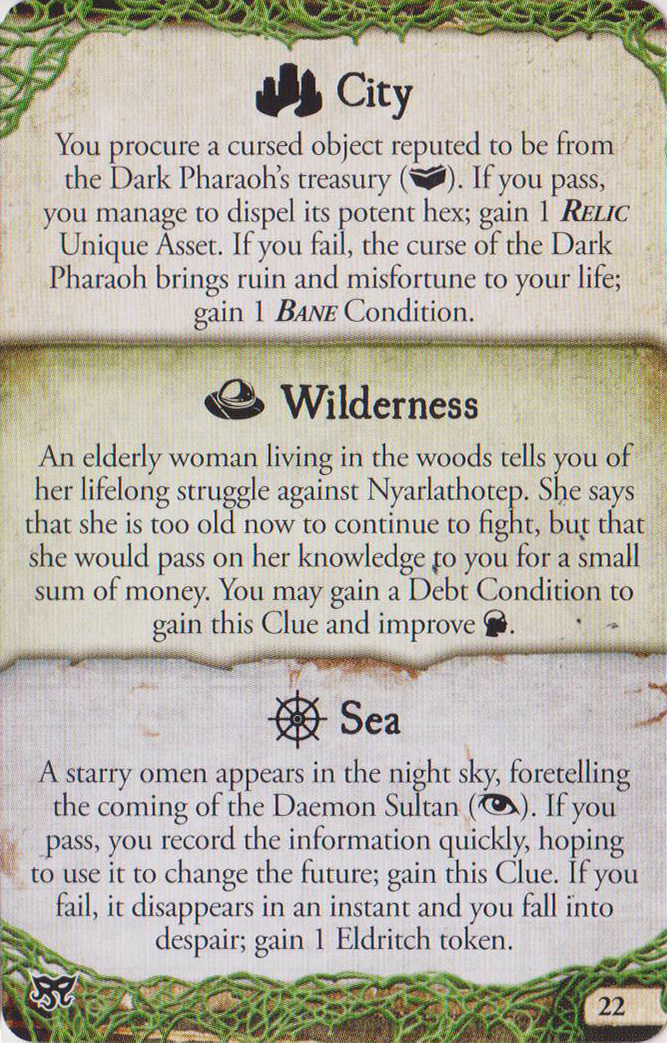 City
You procure a cursed object reputed to be from
the Dark Pharaoh's treasury ( ). If you pass,
you manage to dispel its potent hex; gain 1 RELIC
Unique Asset. If you fail, the curse of the Dark
Pharaoh brings ruin and misfortune to your life;
gain 1 BANE Condition.
Wilderness
An elderly woman living in the woods tells you of
her lifelong struggle against Nyarlathotep. She says
that she is too old now to continue to fight, but that
she would pass on her knowledge to you for a small
sum of money. You may gain a Debt Condition to
gain this Clue and improve .
Sea
A starry omen appears in the night sky, foretelling
the coming of the Daemon Sultan ( ). If you
pass, you record the information quickly, hoping
to use it to change the future; gain this Clue. If you
fail, it disappears in an instant and you fall into
despair; gain 1 Eldritch token.
22